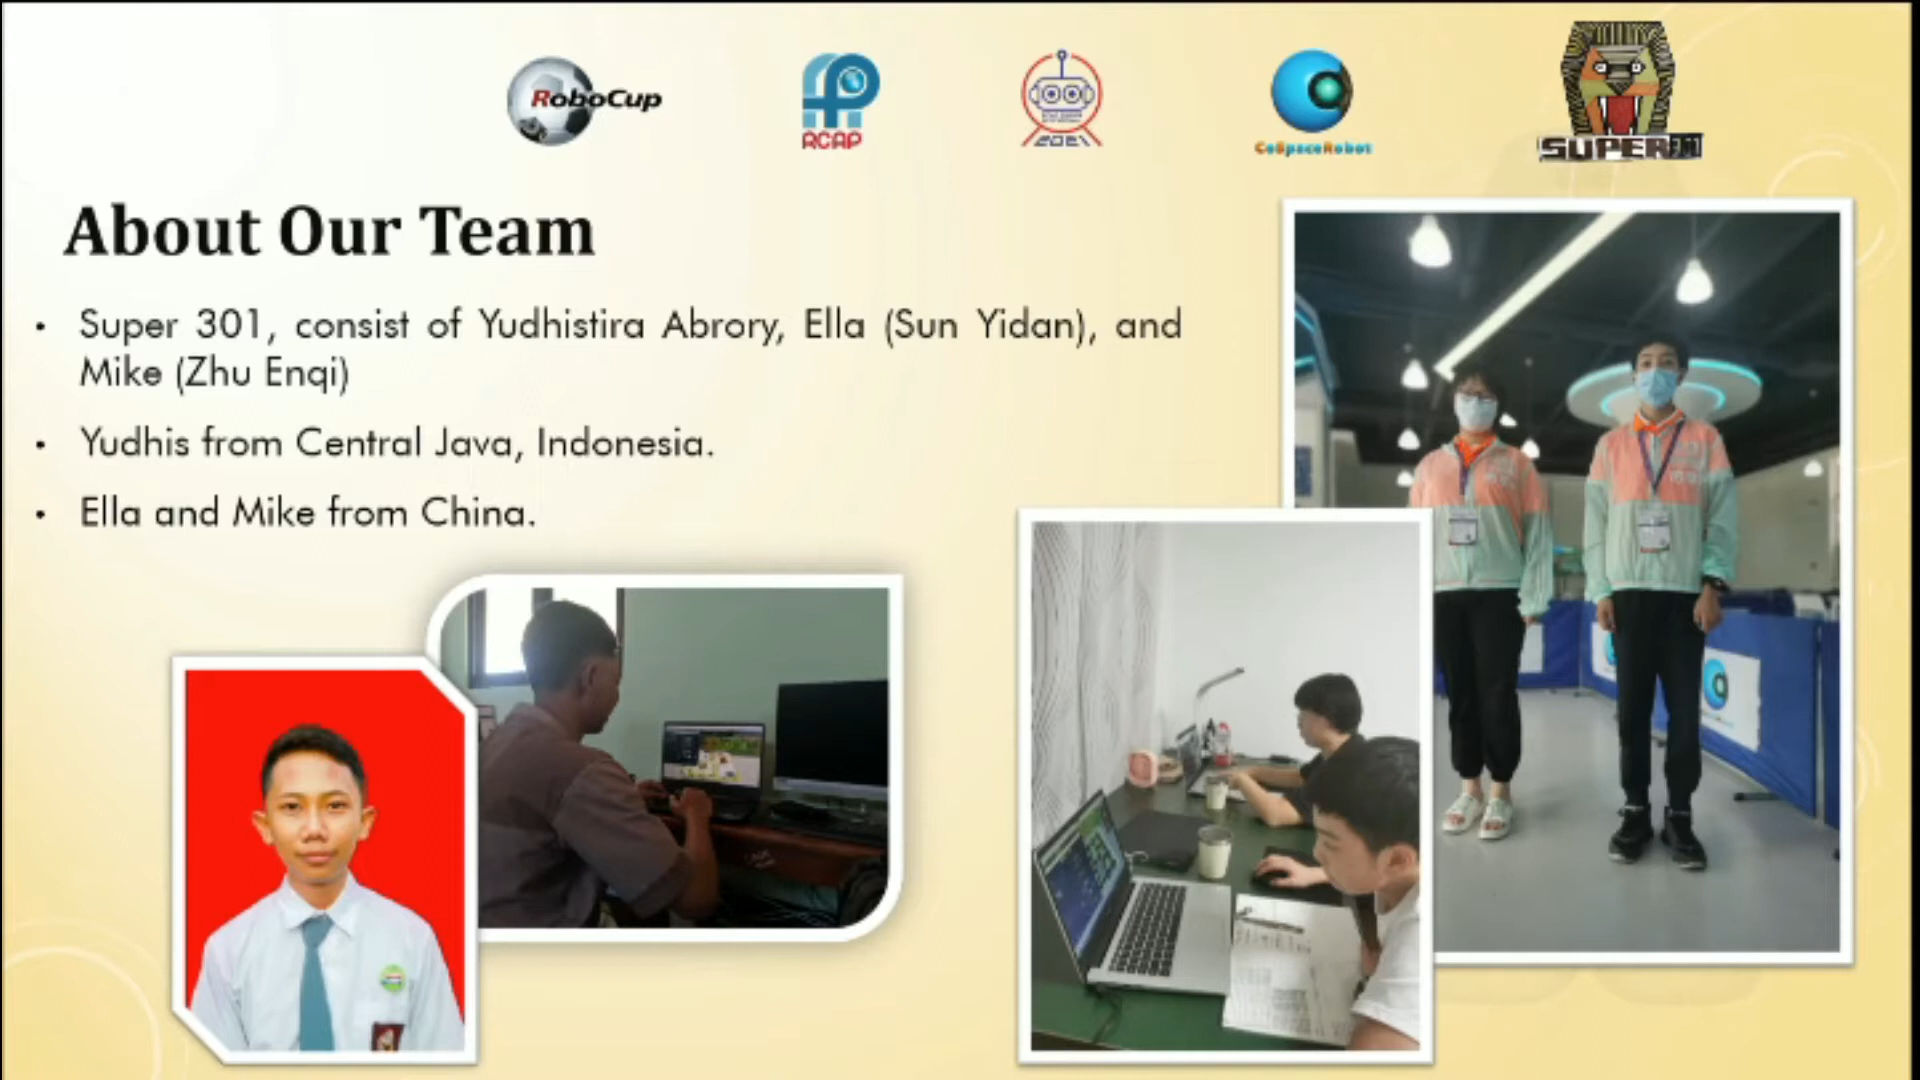 RoboCup
RCAP
2021
CoSpaceRobot
SUPER301
About Our Team
• Super 301, consist of Yudhistira Abrory, Ella (Sun Yidan), and
Mike (Zhu Enqi)
• Yudhis from Central Java, Indonesia.
• Ella and Mike from China.